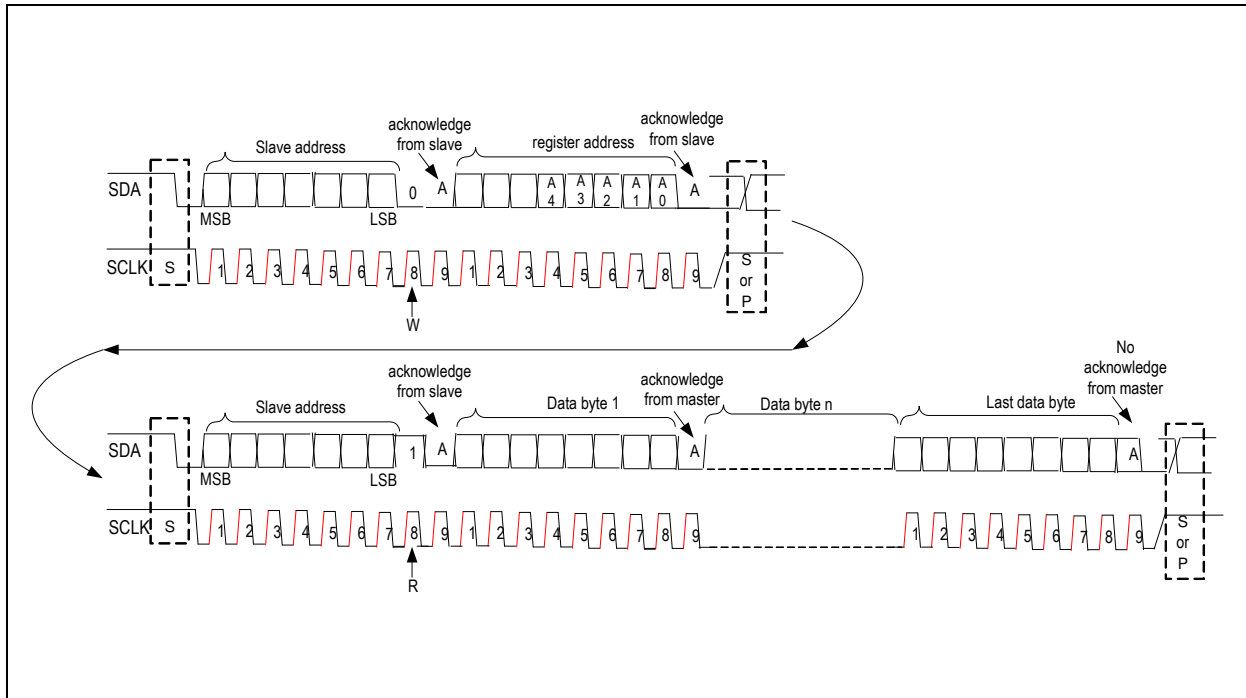 acknowledge
from slave
acknowledge
from slave
Slave address
register address
SDA
0
A
A
4
A
3
A
2
A
1
A
0
A
MSB
LSB
SCLK
S
1 2 3 4 5 6 7 8 9 1 2 3 4 5 6 7 8 9
S
or
P
W
No
acknowledge
from master
acknowledge
from slave
acknowledge
from master
Slave address
Data byte 1
Data byte n
Last data byte
SDA
1
A
A
A
MSB
LSB
SCLK
S
1 2 3 4 5 6 7 8 9 1 2 3 4 5 6 7 8 9
1 2 3 4 5 6 7 8 9
S
or
P
R